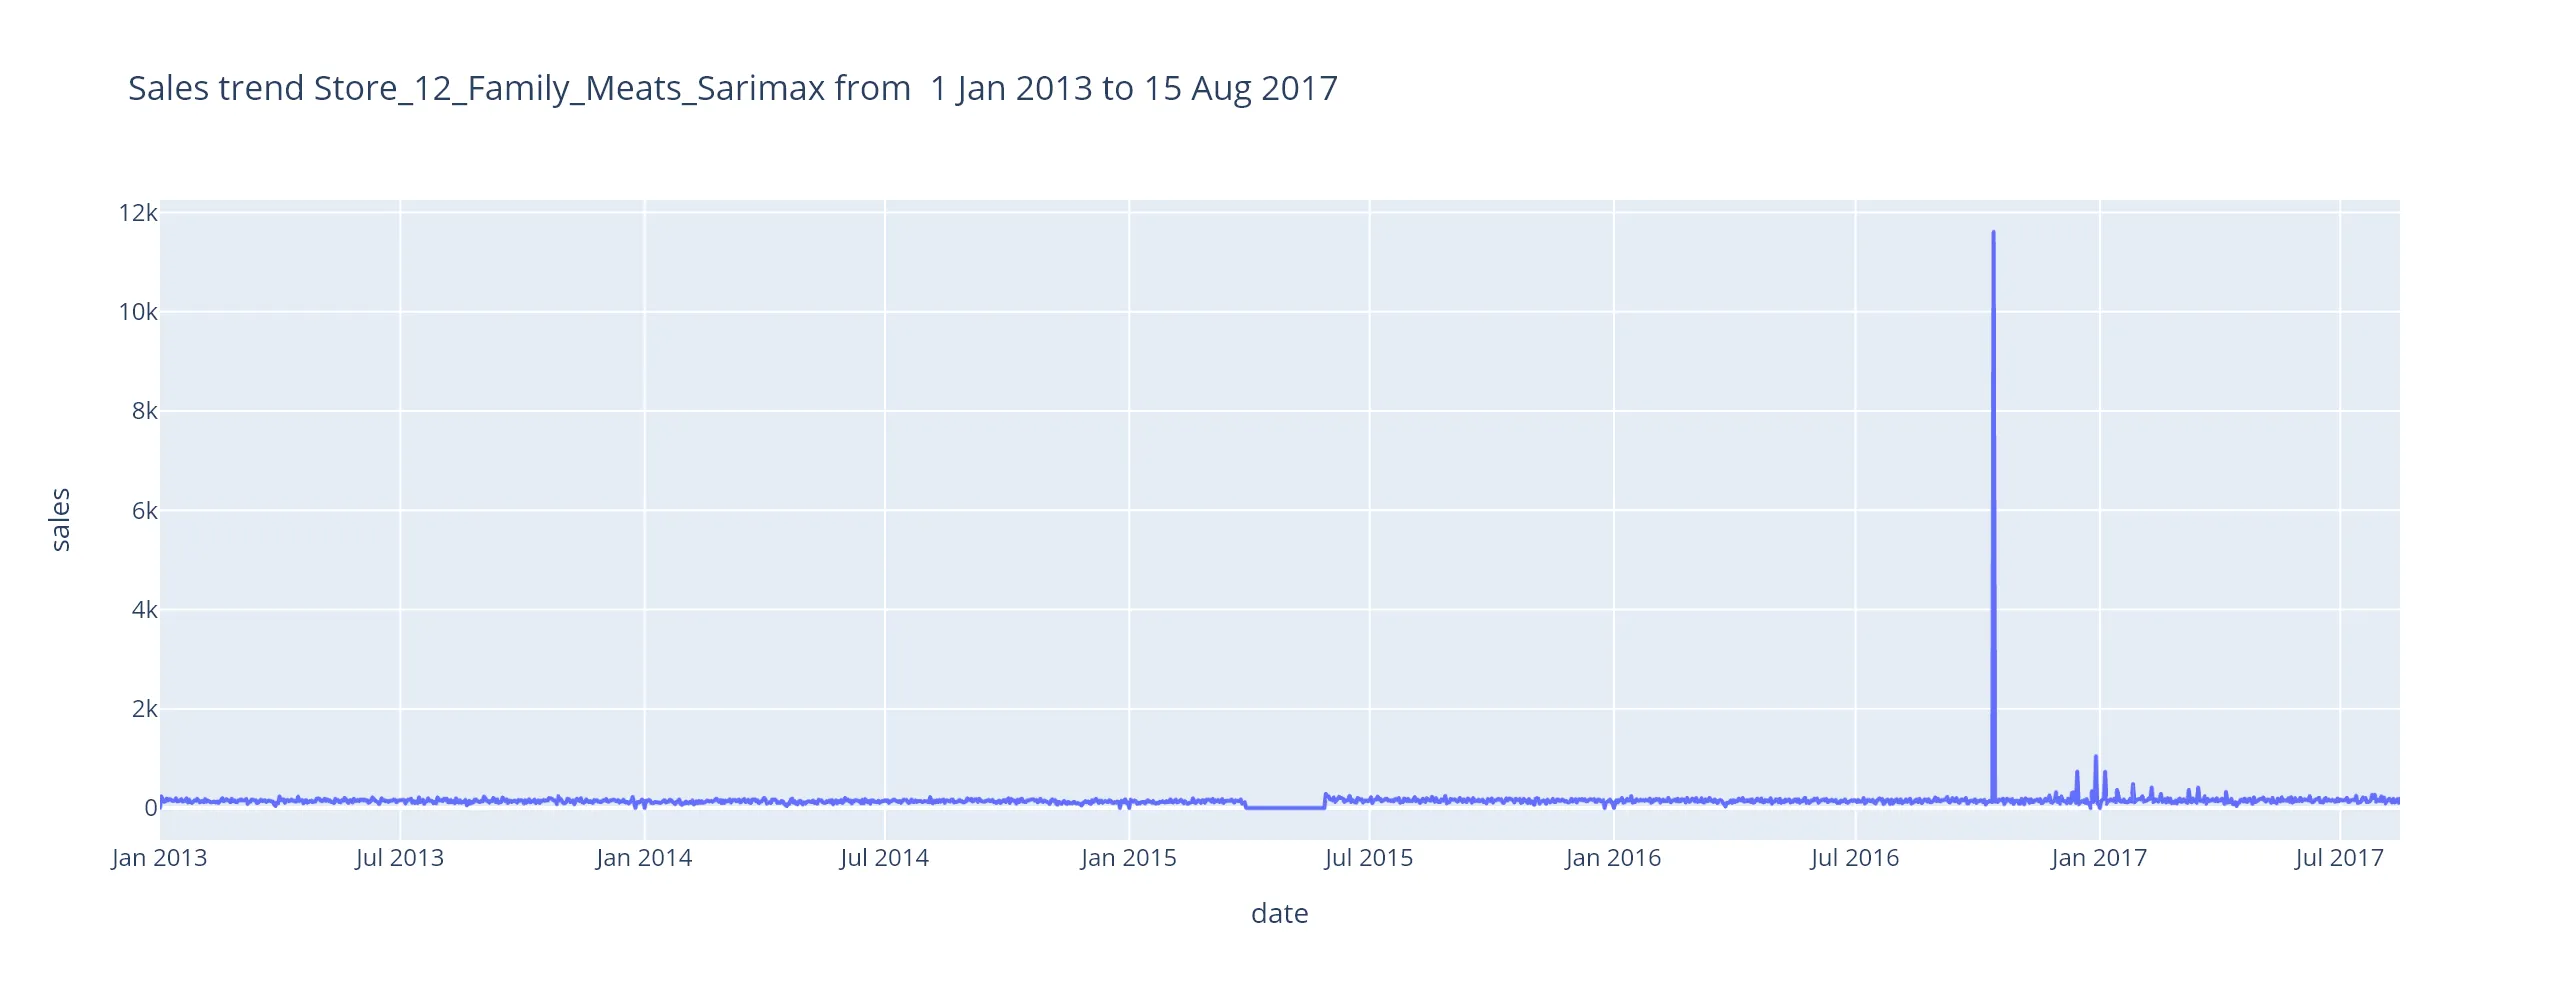 Sales trend Store_12_Family_Meats_Sarimax from  1 Jan 2013 to 15 Aug 2017
12k
10k
8k
6k
4k
2k
0
sales
Jan 2013 Jul 2013 Jan 2014 Jul 2014 Jan 2015 Jul 2015 Jan 2016 Jul 2016 Jan 2017 Jul 2017
date